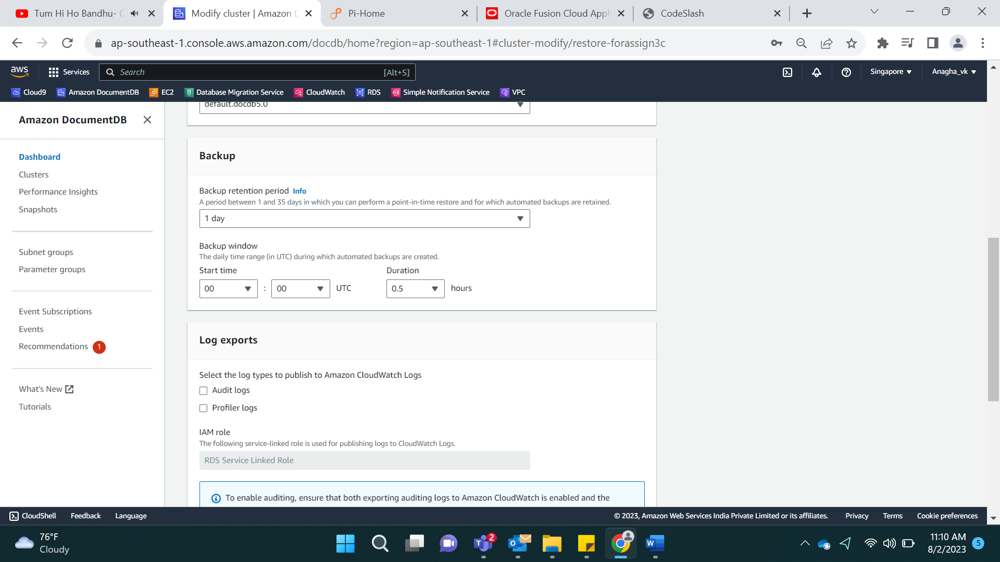 Tum Hi Ho Bandhu- C
Modify cluster | Amazon D
Pi-Home
Oracle Fusion Cloud Appli
CodeSlash
ap-southeast-1.console.aws.amazon.com/docdb/home?region=ap-southeast-1#cluster-modify/restore-forassign3c
aws
Services
Search
[Alt+S]
Singapore
Anagha_vk
Cloud9
Amazon DocumentDB
EC2
Database Migration Service
CloudWatch
RDS
Simple Notification Service
VPC
Amazon DocumentDB
Dashboard
Clusters
Performance Insights
Snapshots
Subnet groups
Parameter groups
Event Subscriptions
Events
Recommendations 1
What's New
Tutorials
default.docdb5.0
Backup
Backup retention period Info
A period between 1 and 35 days in which you can perform a point-in-time restore and for which automated backups are retained.
1 day
Backup window
The daily time range (in UTC) during which automated backups are created.
Start time
Duration
00 : 00 UTC
0.5 hours
Log exports
Select the log types to publish to Amazon CloudWatch Logs
Audit logs
Profiler logs
IAM role
The following service-linked role is used for publishing logs to CloudWatch Logs.
RDS Service Linked Role
To enable auditing, ensure that both exporting auditing logs to Amazon CloudWatch is enabled and the
CloudShell
Feedback
Language
© 2023, Amazon Web Services India Private Limited or its affiliates.
Privacy
Terms
Cookie preferences
76°F
Cloudy
2
11:10 AM
8/2/2023
5